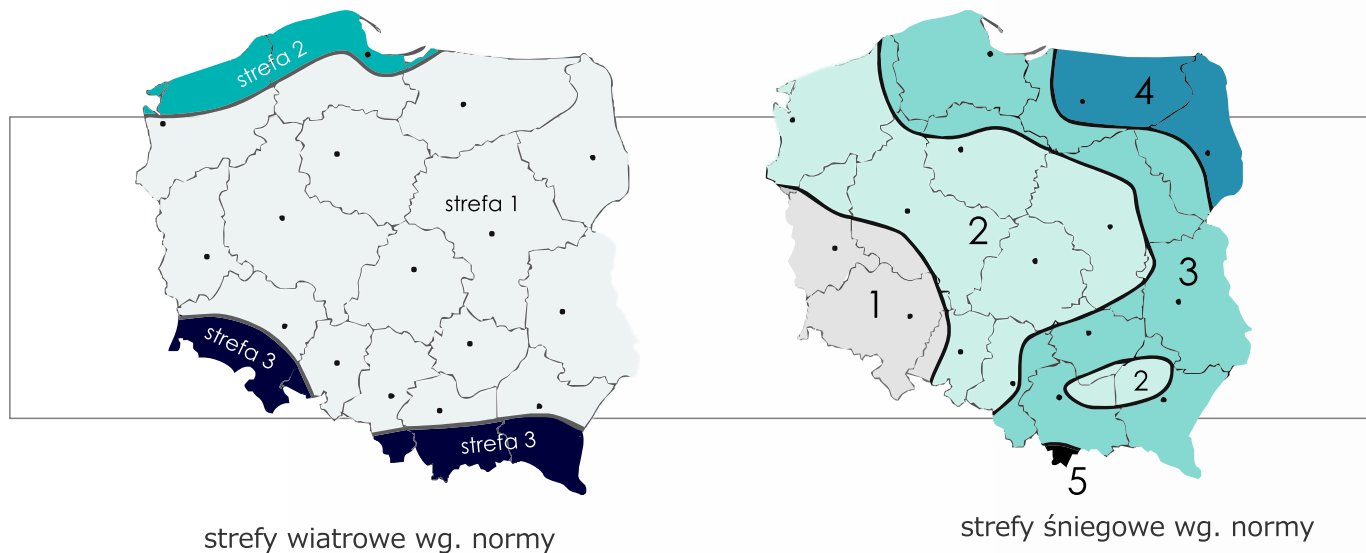 strefa 2
strefa 1
strefa 3
strefa 3
strefy wiatrowe wg. normy
4
2
3
1
2
5
strefy śniegowe wg. normy